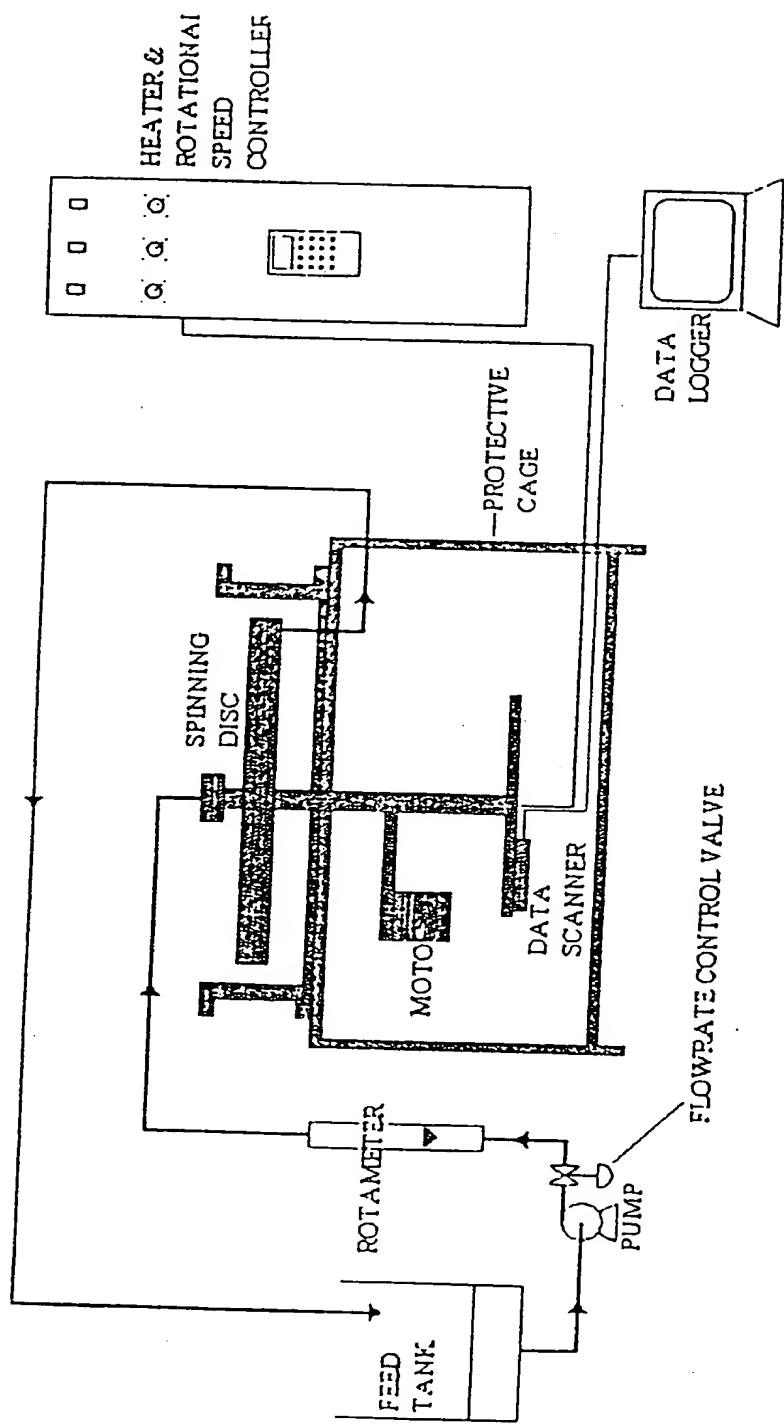 HEATER &
ROTATIONAL
SPEED
CONTROLLER
SPINNING
DISC
PROTECTIVE
CAGE
DATA
LOGGER
MOTO
DATA
SCANNER
ROTAMETER
FLOWRATE CONTROL VALVE
PUMP
FEED
TANK